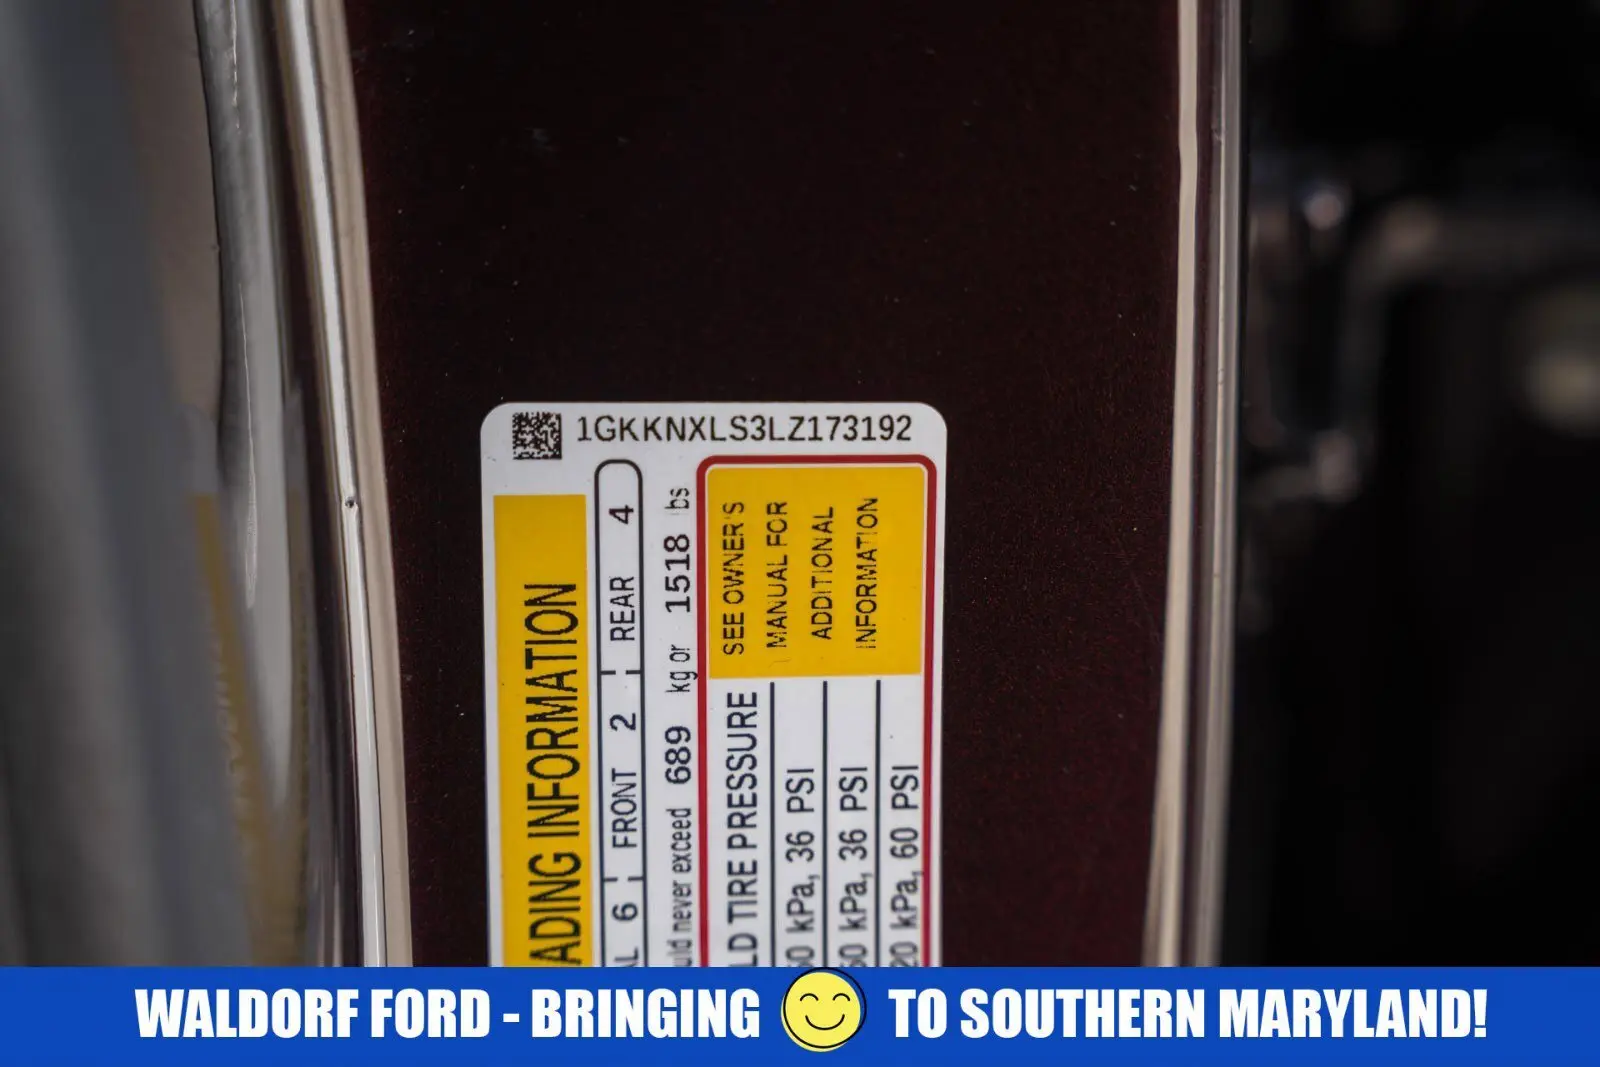 1GKKNXLS3LZ173192
ADING INFORMATION
6 FRONT 2 REAR 4
never exceed 689 kg or 1518 lbs
TIRE PRESSURE
kPa, 36 PSI
kPa, 36 PSI
kPa, 60 PSI
SEE OWNER'S
MANUAL FOR
ADDITIONAL
INFORMATION
WALDORF FORD - BRINGING TO SOUTHERN MARYLAND!